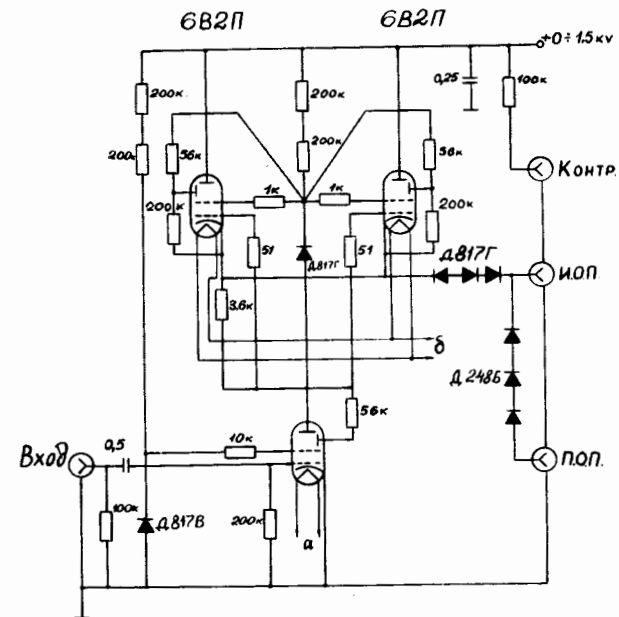 6В2П 6В2П
+0÷1.5кv
200к 200к 0,25 100к
200к 56к 200к 56к
Контр.
1к 1к
200к 200к
51 Д817Г 51 Д817Г
И.ОП
3.6к
б
Д248Б
56к
Вход 0,5 10к П.ОП.
100к Д817В 200к
а